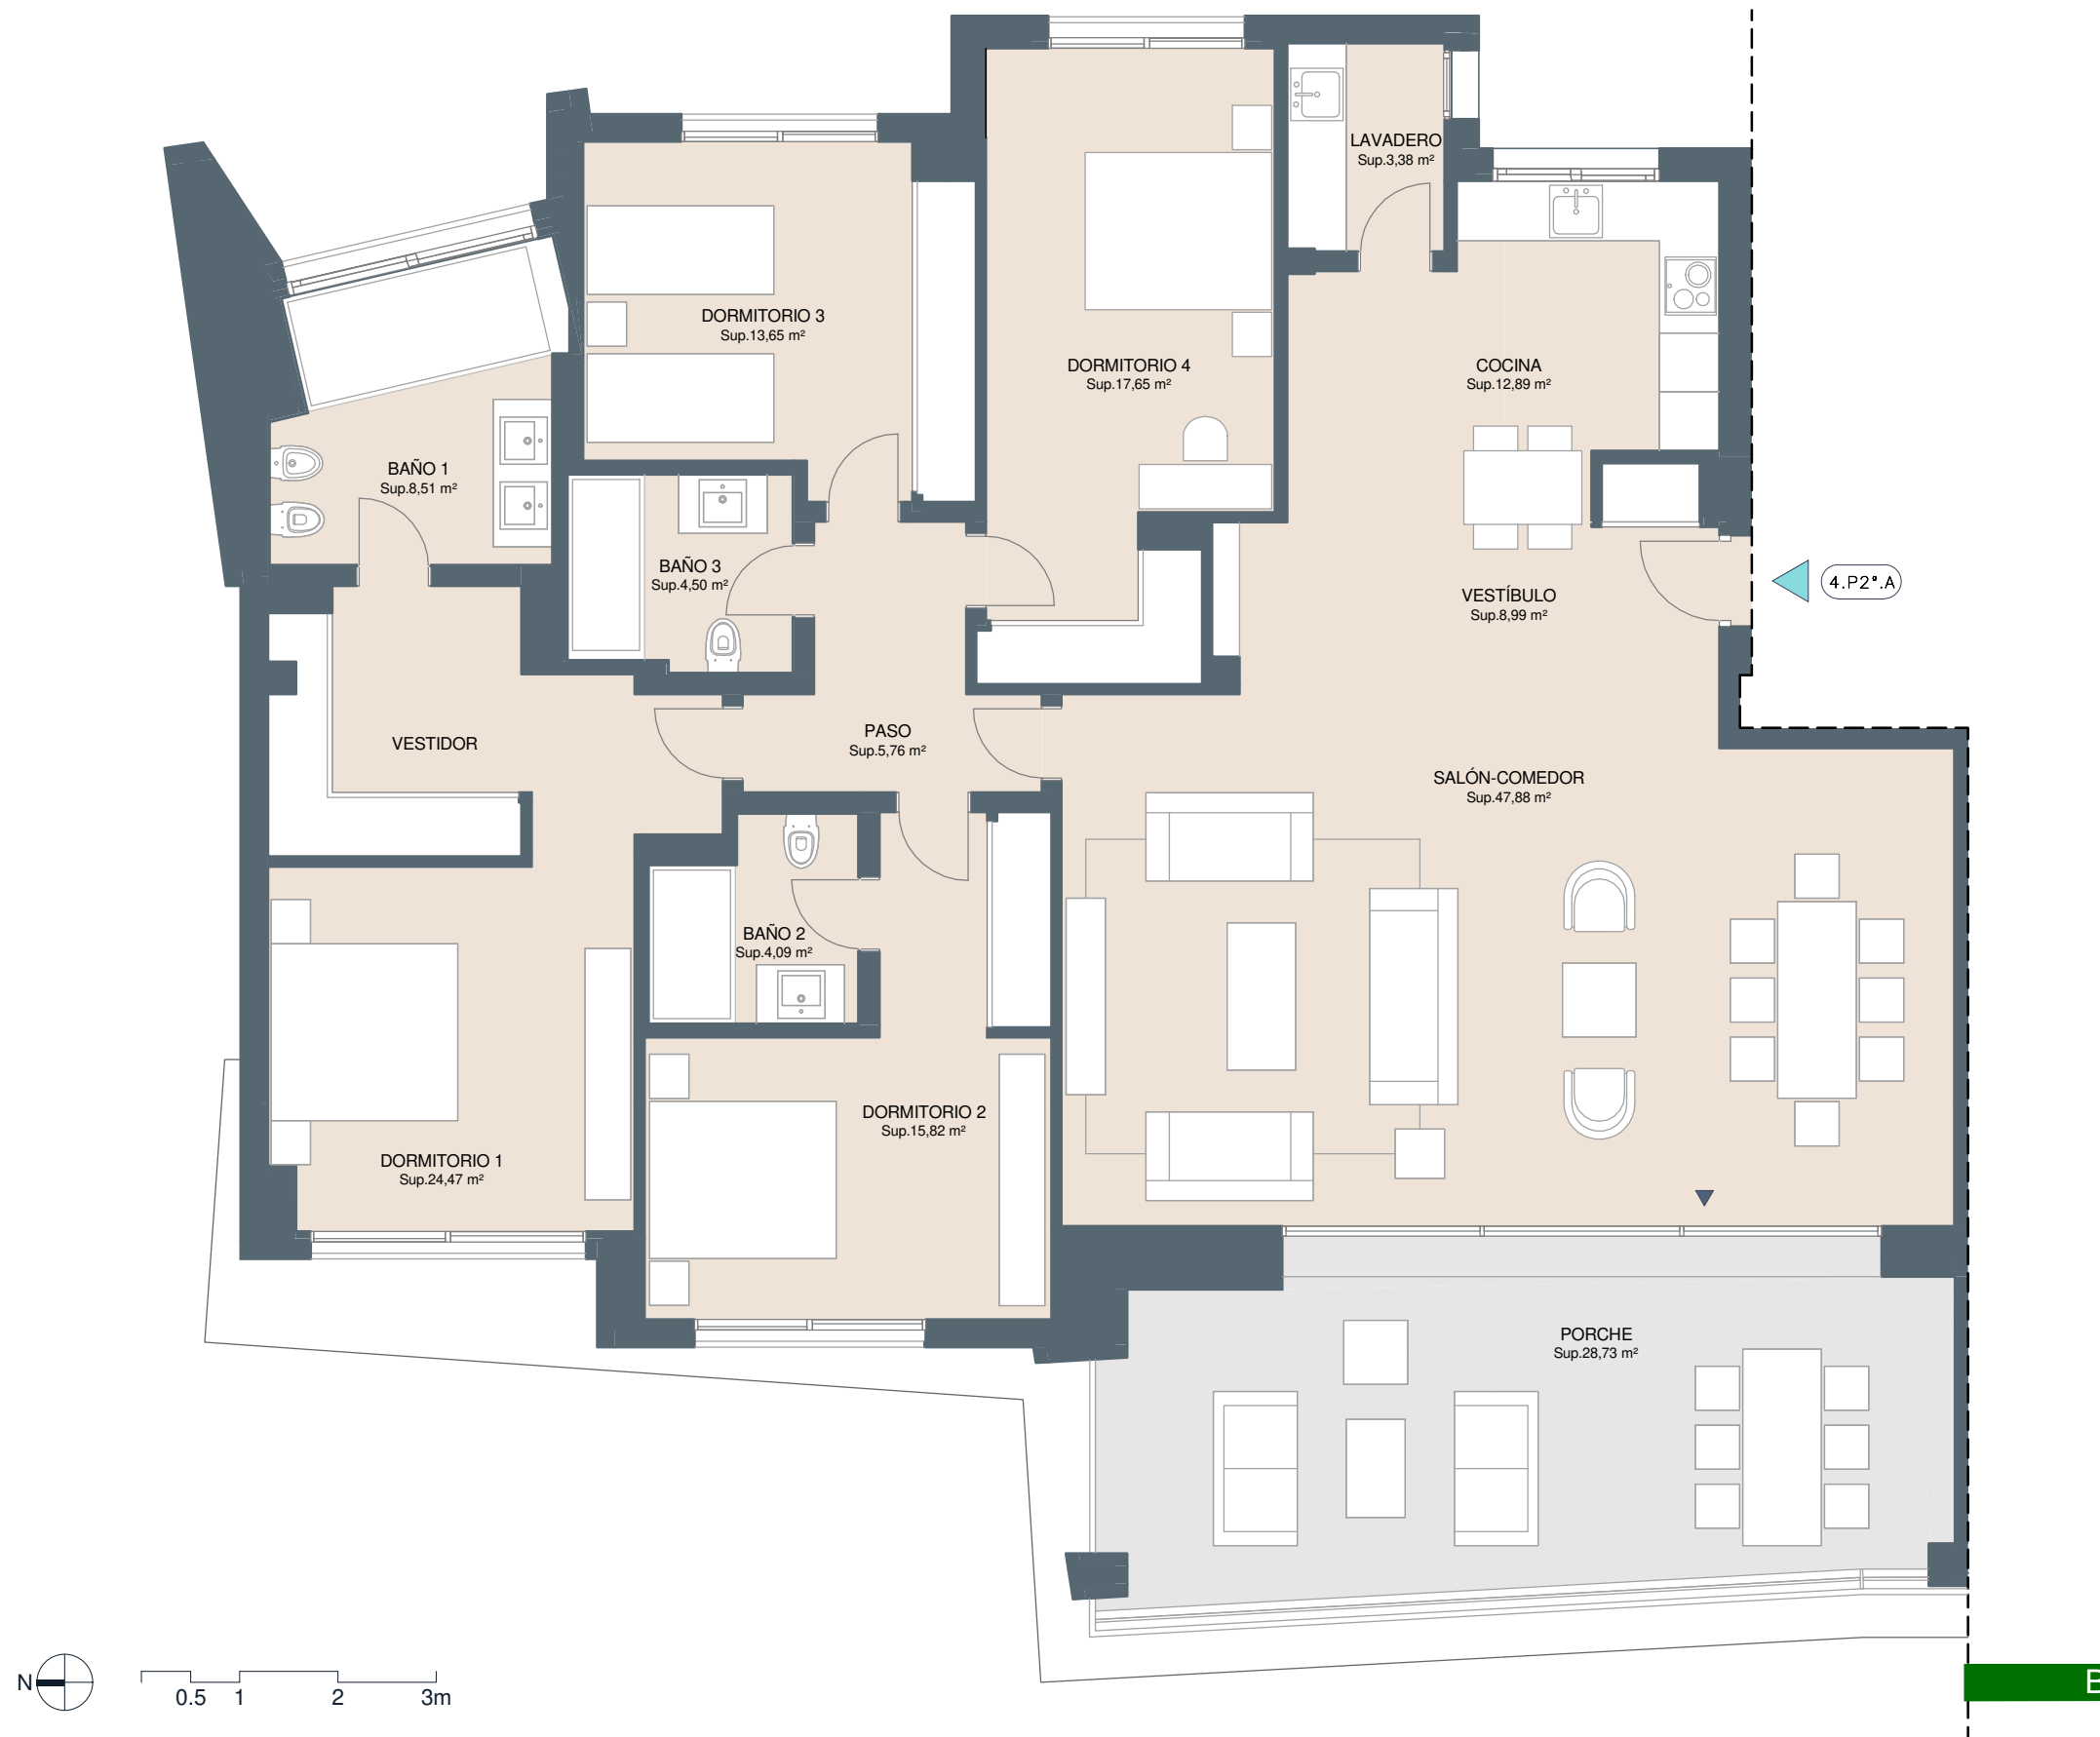 LAVADERO
Sup.3,38 m²
DORMITORIO 3
Sup.13,65 m²
DORMITORIO 4
Sup.17,65 m²
COCINA
Sup.12,89 m²
BAÑO 1
Sup.8,51 m²
BAÑO 3
Sup.4,50 m²
VESTÍBULO
Sup.8,99 m²
4.P2ª.A
VESTIDOR
PASO
Sup.5,76 m²
SALÓN-COMEDOR
Sup.47,88 m²
BAÑO 2
Sup.4,09 m²
DORMITORIO 2
Sup.15,82 m²
DORMITORIO 1
Sup.24,47 m²
PORCHE
Sup.28,73 m²
N
0.5 1 2 3m
B